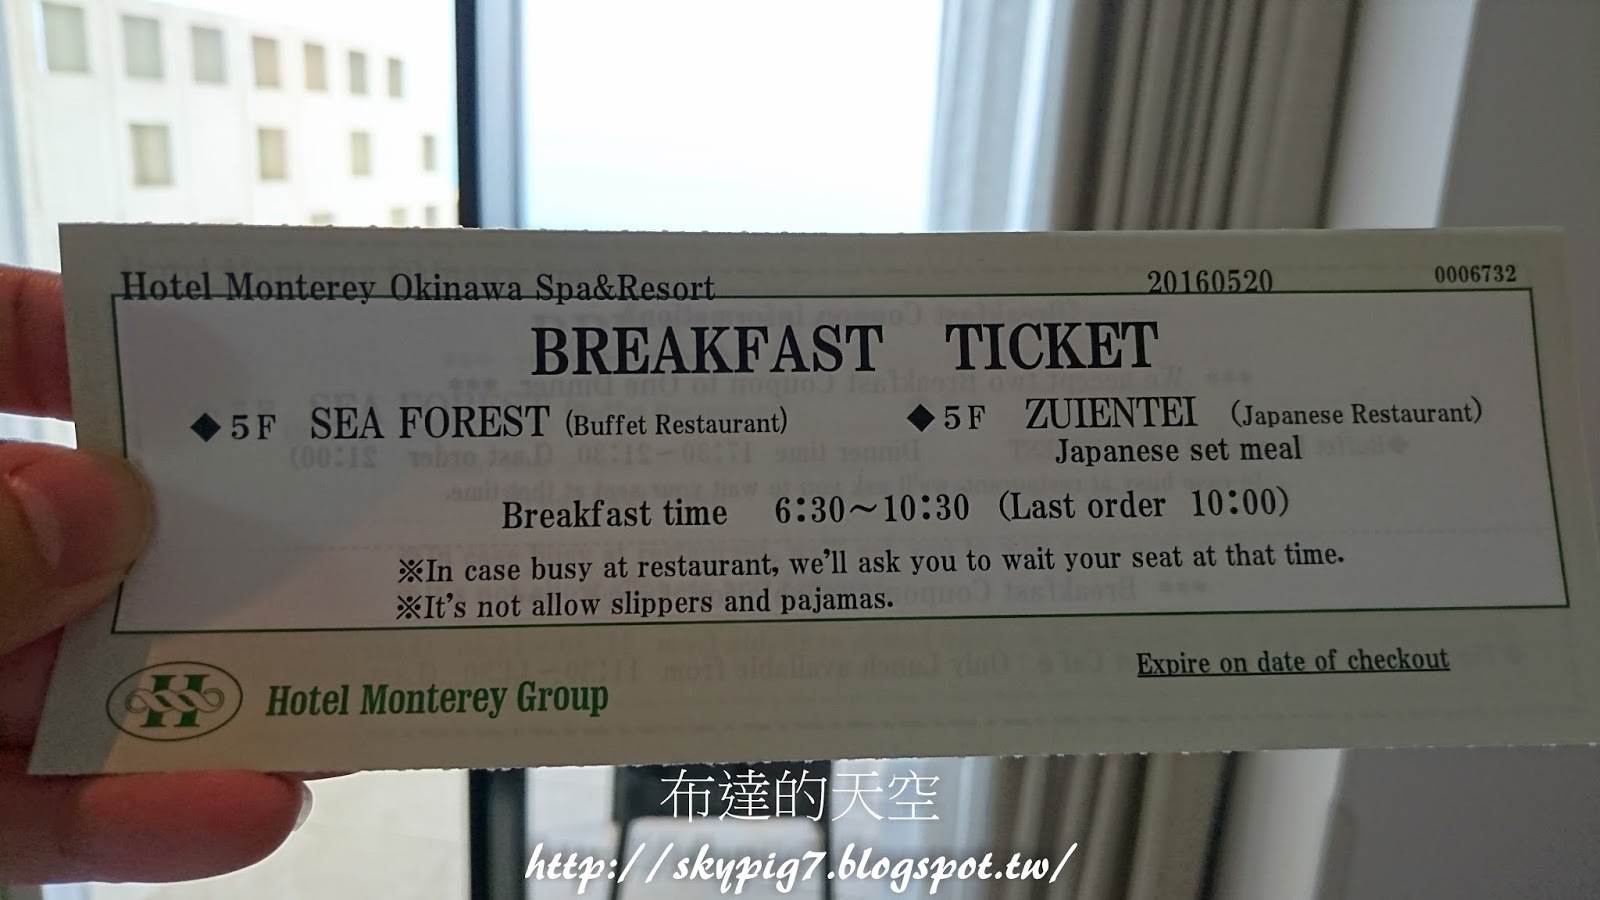 Hotel Monterey Okinawa Spa&Resort 20160520 0006732
BREAKFAST TICKET
◆5F SEA FOREST (Buffet Restaurant) ◆5F ZUIENTEI (Japanese Restaurant)
Japanese set meal
Breakfast time 6:30～10:30 (Last order 10:00)
※In case busy at restaurant, we'll ask you to wait your seat at that time.
※It's not allow slippers and pajamas.
Expire on date of checkout
H Hotel Monterey Group
布達的天空
http://skypig7.blogspot.tw/